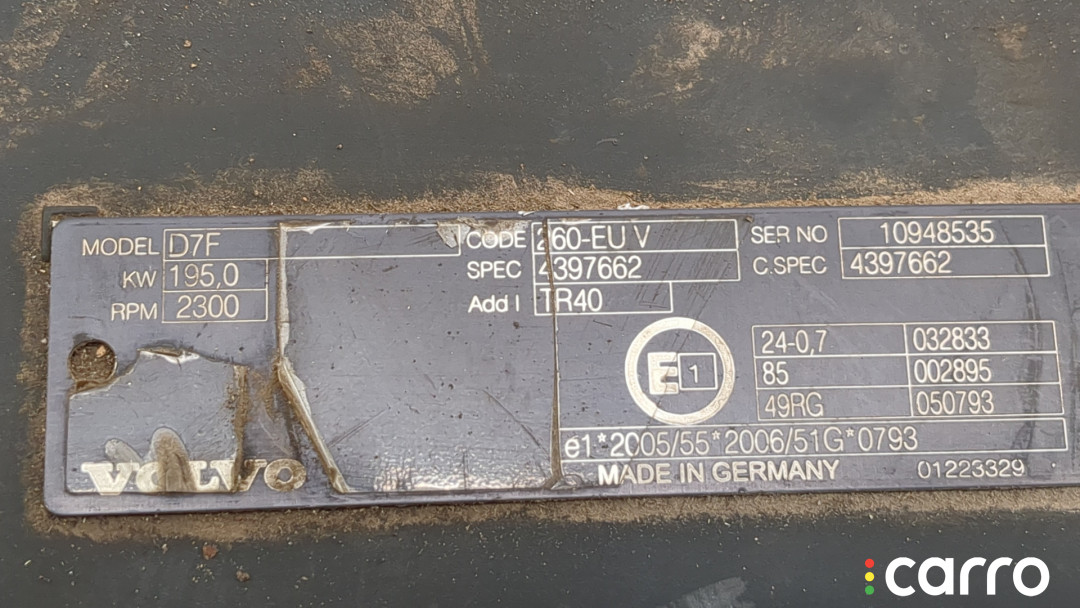 MODEL D7F CODE 260-EU V SER NO 10948535
KW 195,0 SPEC 4397662 C.SPEC 4397662
RPM 2300 Add I TR40
24-0,7 032833
E 1 85 002895
49RG 050793
e1*2005/55*2006/51G*0793
VOLVO MADE IN GERMANY 01223329
carro